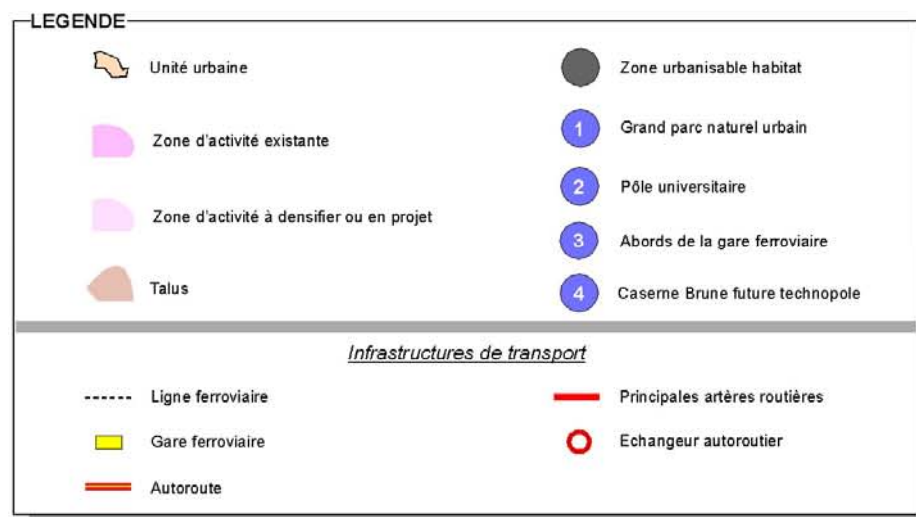 LEGENDE
Unité urbaine
Zone urbanisable habitat
Zone d'activité existante
1 Grand parc naturel urbain
2 Pôle universitaire
Zone d'activité à densifier ou en projet
3 Abords de la gare ferroviaire
Talus
4 Caserne Brune future technopole
Infrastructures de transport
Ligne ferroviaire
Principales artères routières
Gare ferroviaire
Echangeur autoroutier
Autoroute